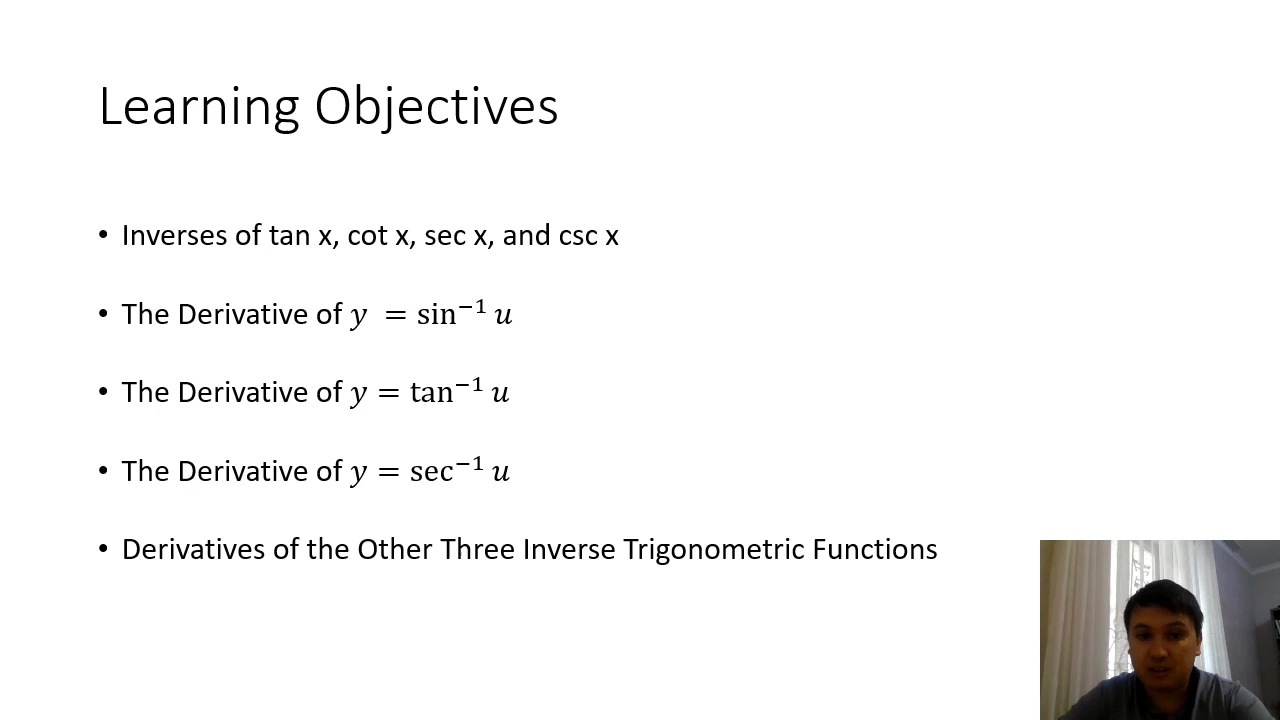 Learning Objectives
• Inverses of tan x, cot x, sec x, and csc x
• The Derivative of y = sin⁻¹ u
• The Derivative of y = tan⁻¹ u
• The Derivative of y = sec⁻¹ u
• Derivatives of the Other Three Inverse Trigonometric Functions